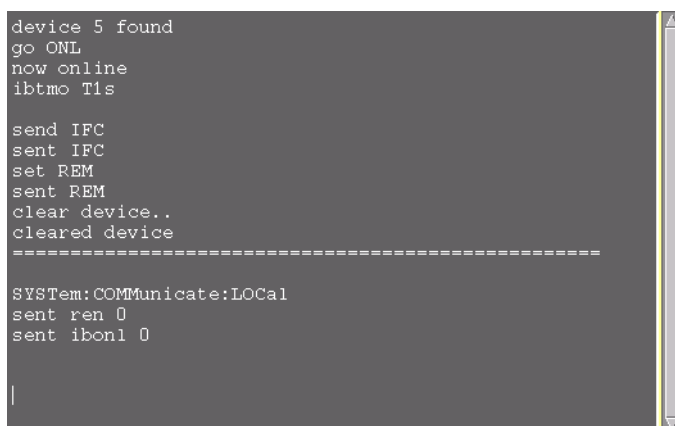 device 5 found
go ONL
now online
ibtmo T1s
send IFC
sent IFC
set REM
sent REM
clear device..
cleared device
==================================================
SYSTem:COMMunicate:LOCal
sent ren 0
sent ibonl 0